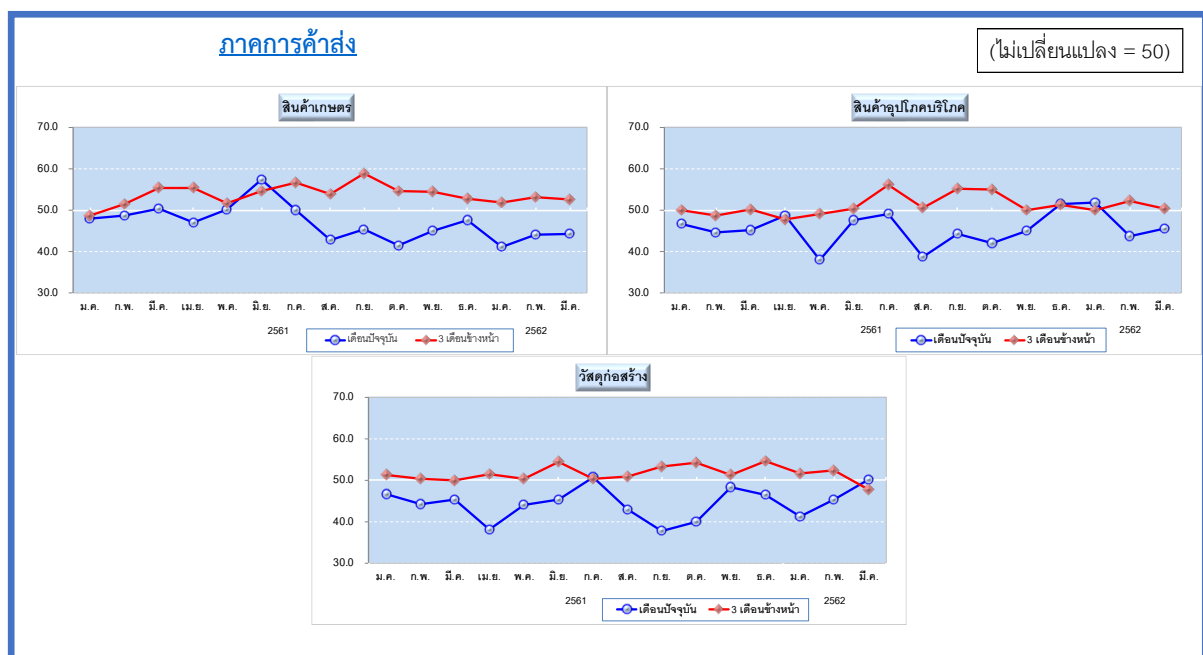 ภาคการค้าส่ง
(ไม่เปลี่ยนแปลง = 50)
สินค้าเกษตร
70.0
60.0
50.0
40.0
30.0
ม.ค. ก.พ. มี.ค. เม.ย. พ.ค. มิ.ย. ก.ค. ส.ค. ก.ย. ต.ค. พ.ย. ธ.ค. ม.ค. ก.พ. มี.ค.
2561 2562
เดือนปัจจุบัน 3 เดือนข้างหน้า
สินค้าอุปโภคบริโภค
70.0
60.0
50.0
40.0
30.0
ม.ค. ก.พ. มี.ค. เม.ย. พ.ค. มิ.ย. ก.ค. ส.ค. ก.ย. ต.ค. พ.ย. ธ.ค. ม.ค. ก.พ. มี.ค.
2561 2562
เดือนปัจจุบัน 3 เดือนข้างหน้า
วัสดุก่อสร้าง
70.0
60.0
50.0
40.0
30.0
ม.ค. ก.พ. มี.ค. เม.ย. พ.ค. มิ.ย. ก.ค. ส.ค. ก.ย. ต.ค. พ.ย. ธ.ค. ม.ค. ก.พ. มี.ค.
2561 2562
เดือนปัจจุบัน 3 เดือนข้างหน้า